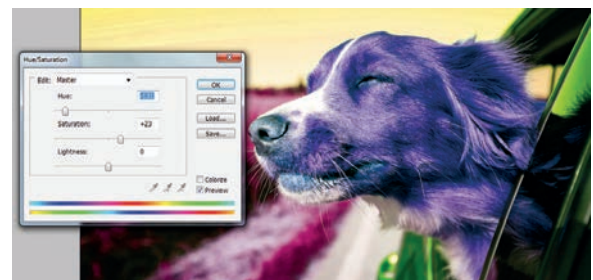 Hue/Saturation
Edit: Master
OK
Hue:
Cancel
Saturation: +23
Load...
Save...
Lightness: 0
Colorize
Preview